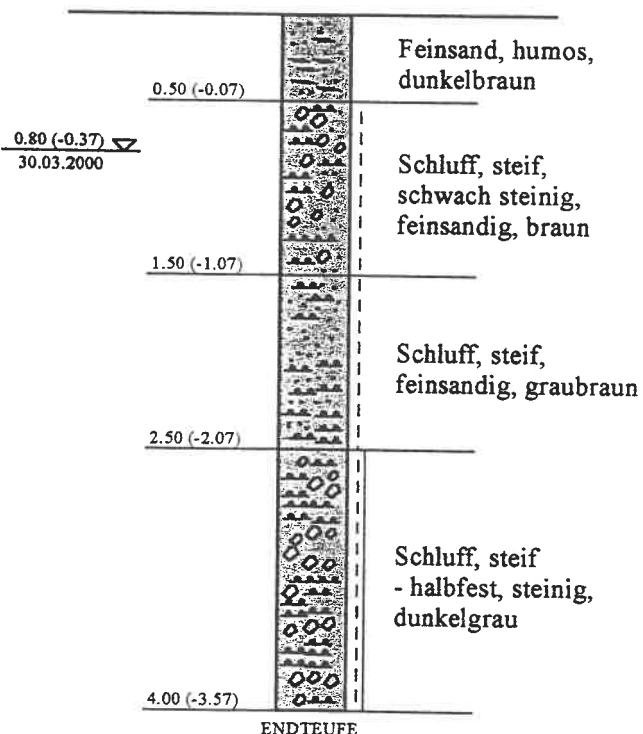 Feinsand, humos,
dunkelbraun
0.50 (-0.07)
0.80 (-0.37)
30.03.2000
Schluff, steif,
schwach steinig,
feinsandig, braun
1.50 (-1.07)
Schluff, steif,
feinsandig, graubraun
2.50 (-2.07)
Schluff, steif
- halbfest, steinig,
dunkelgrau
4.00 (-3.57)
ENDTEUFE